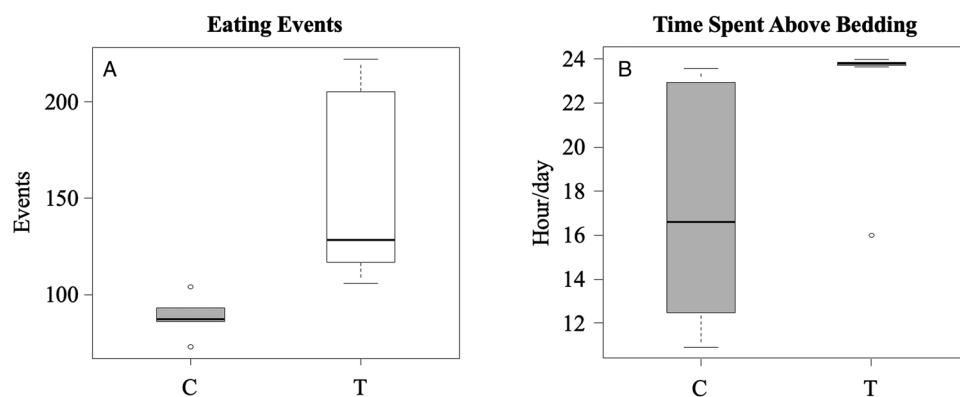 Eating Events
A
200
150
100
Events
C
T
Time Spent Above Bedding
B
24
22
20
18
16
14
12
Hour/day
C
T